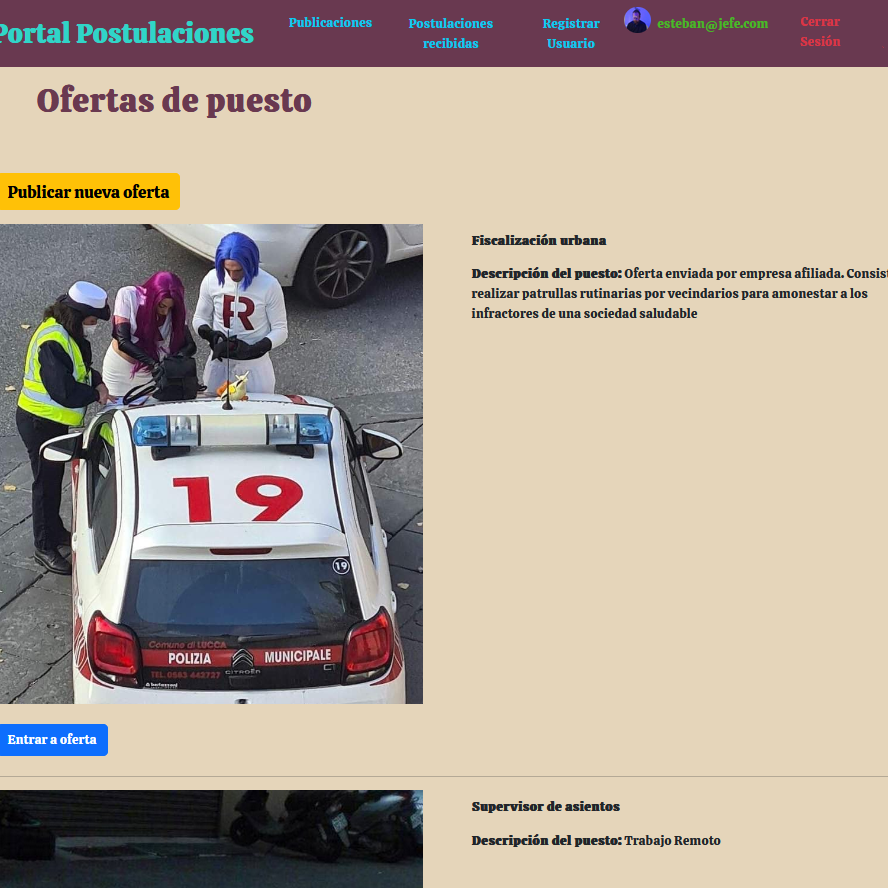 Portal Postulaciones
Publicaciones
Postulaciones
recibidas
Registrar
Usuario
esteban@jefe.com
Cerrar
Sesión
Ofertas de puesto
Publicar nueva oferta
R
19
19
Comune di LUCCA
POLIZIA MUNICIPALE
CITROËN
C1
TEL. 0583 442727
Fiscalización urbana
Descripción del puesto: Oferta enviada por empresa afiliada. Consist
realizar patrullas rutinarias por vecindarios para amonestar a los
infractores de una sociedad saludable
Entrar a oferta
Supervisor de asientos
Descripción del puesto: Trabajo Remoto